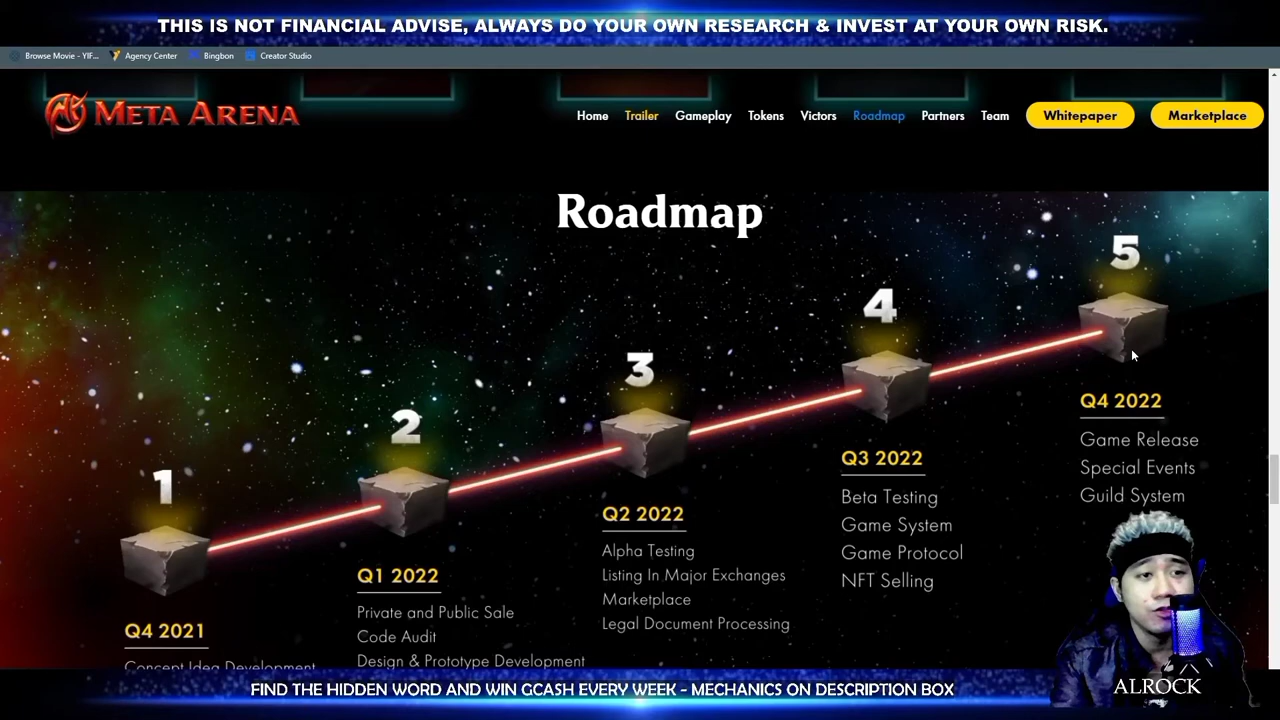 THIS IS NOT FINANCIAL ADVISE, ALWAYS DO YOUR OWN RESEARCH & INVEST AT YOUR OWN RISK.
Browse Movie - YIF... Agency Center Bingbon Creator Studio
META ARENA
Home Trailer Gameplay Tokens Victors Roadmap Partners Team Whitepaper Marketplace
Roadmap
1
Q4 2021
Concept Idea Development
2
Q1 2022
Private and Public Sale
Code Audit
Design & Prototype Development
3
Q2 2022
Alpha Testing
Listing In Major Exchanges
Marketplace
Legal Document Processing
4
Q3 2022
Beta Testing
Game System
Game Protocol
NFT Selling
5
Q4 2022
Game Release
Special Events
Guild System
ALROCK
FIND THE HIDDEN WORD AND WIN GCASH EVERY WEEK - MECHANICS ON DESCRIPTION BOX